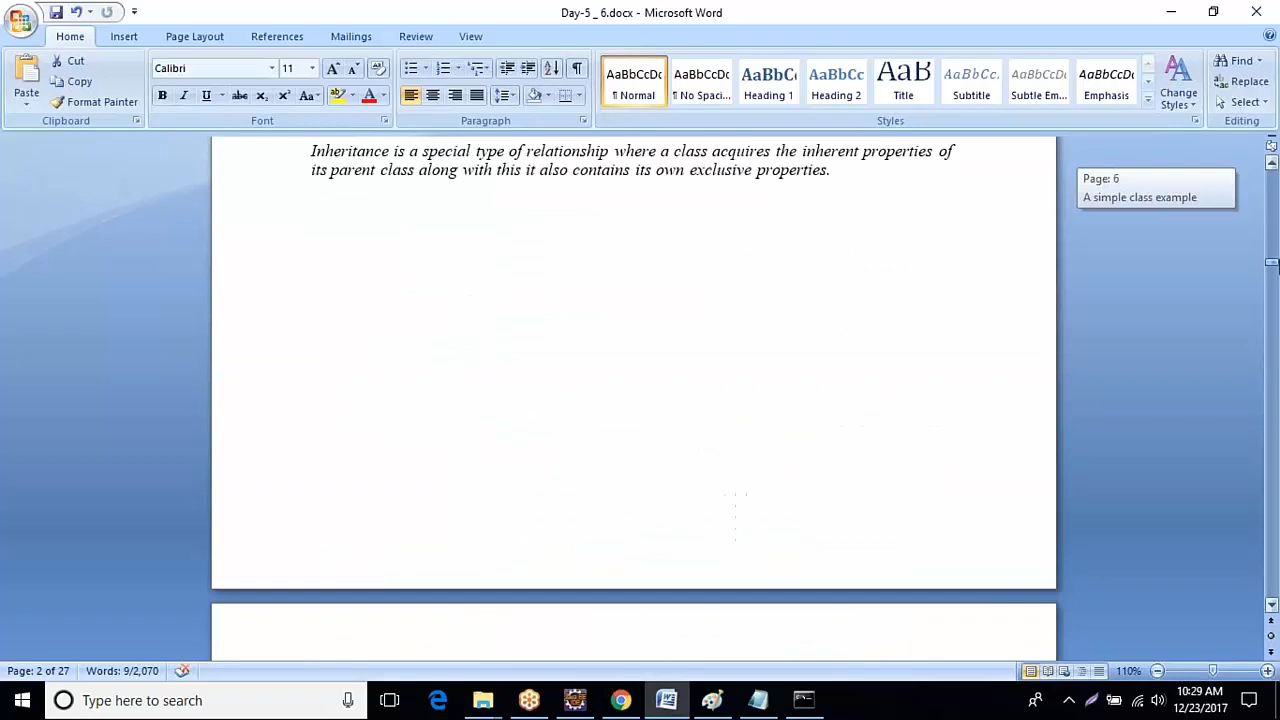 Day-5 _ 6.docx - Microsoft Word
Home Insert Page Layout References Mailings Review View
Paste
Cut
Copy
Format Painter
Clipboard
Calibri 11
Font
Paragraph
AaBbCcDc AaBbCcDc AaBbC AaBbCc AaB AaBbCc. AaBbCcDc AaBbCcDc
¶ Normal ¶ No Spaci... Heading 1 Heading 2 Title Subtitle Subtle Em... Emphasis
Styles
Change Styles
Find
Replace
Select
Editing
Inheritance is a special type of relationship where a class acquires the inherent properties of
its parent class along with this it also contains its own exclusive properties.
Page: 6
A simple class example
Page: 2 of 27 Words: 9/2,070 110%
Type here to search
10:29 AM
12/23/2017